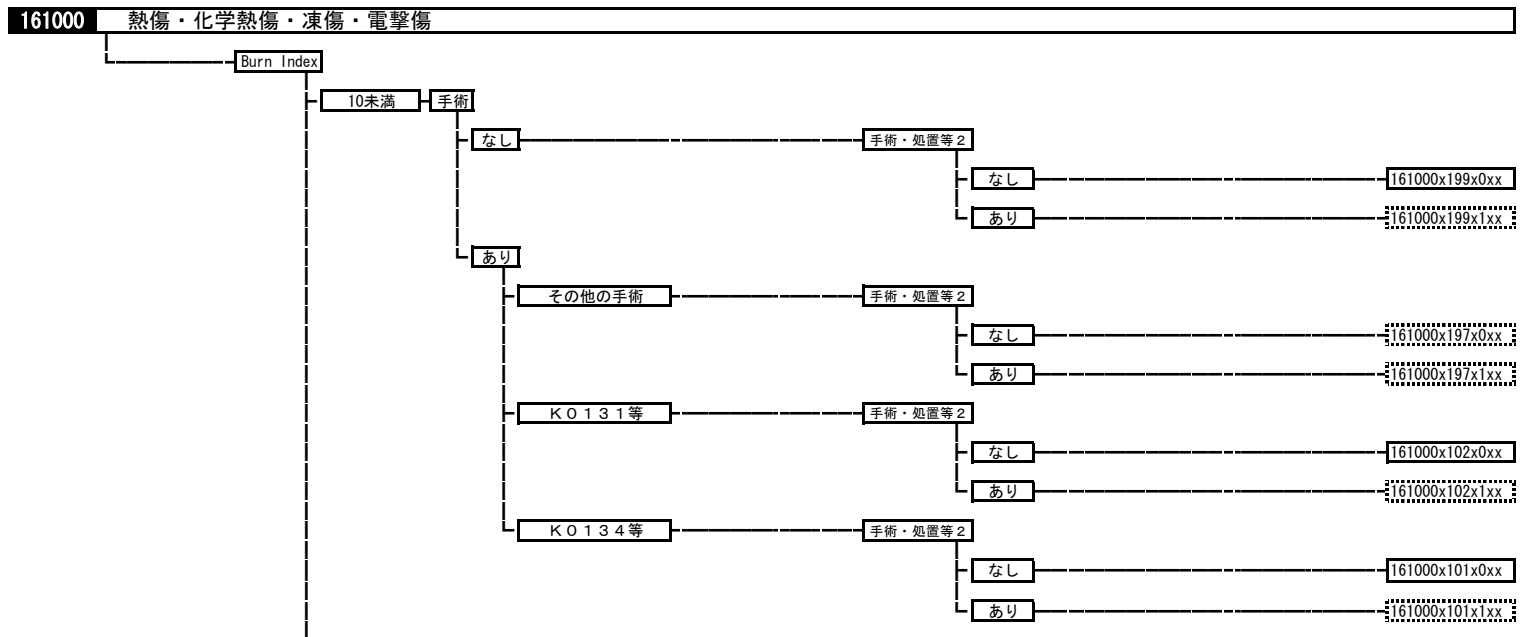 161000 熱傷・化学熱傷・凍傷・電撃傷
Burn Index
10未満 手術
なし 手術・処置等２
なし 161000x199x0xx
あり 161000x199x1xx
あり
その他の手術 手術・処置等２
なし 161000x197x0xx
あり 161000x197x1xx
Ｋ０１３１等 手術・処置等２
なし 161000x102x0xx
あり 161000x102x1xx
Ｋ０１３４等 手術・処置等２
なし 161000x101x0xx
あり 161000x101x1xx